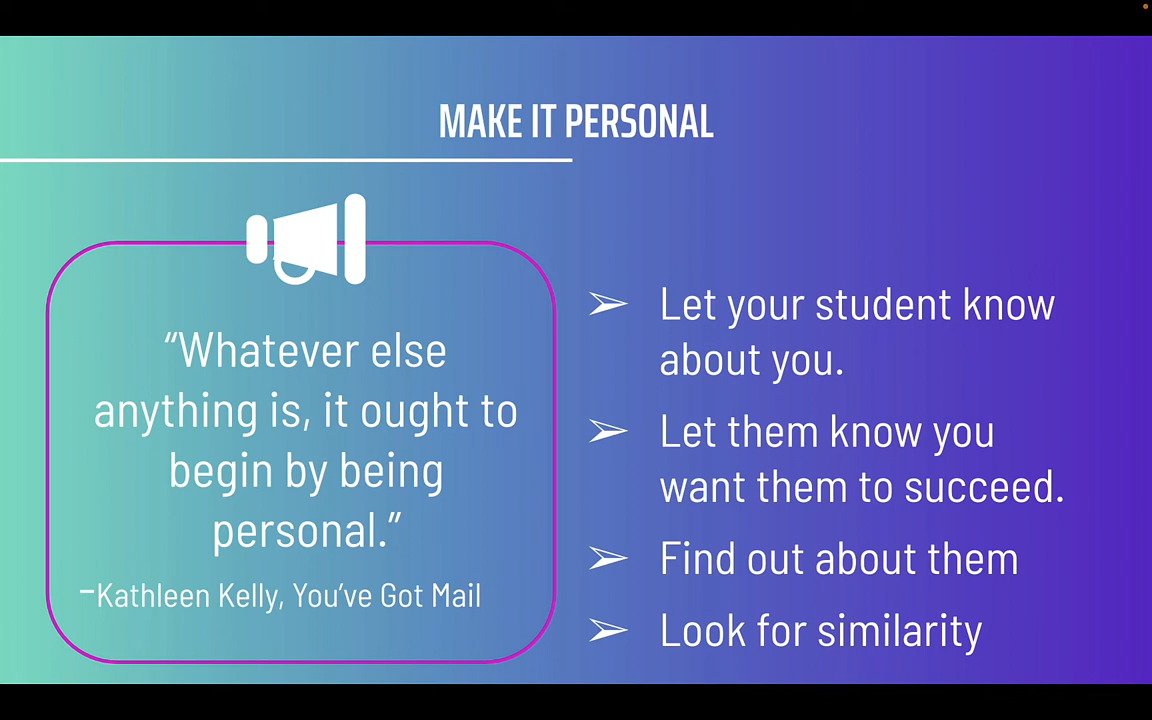 MAKE IT PERSONAL
“Whatever else
anything is, it ought to
begin by being
personal.”
–Kathleen Kelly, You’ve Got Mail
➢ Let your student know
about you.
➢ Let them know you
want them to succeed.
➢ Find out about them
➢ Look for similarity